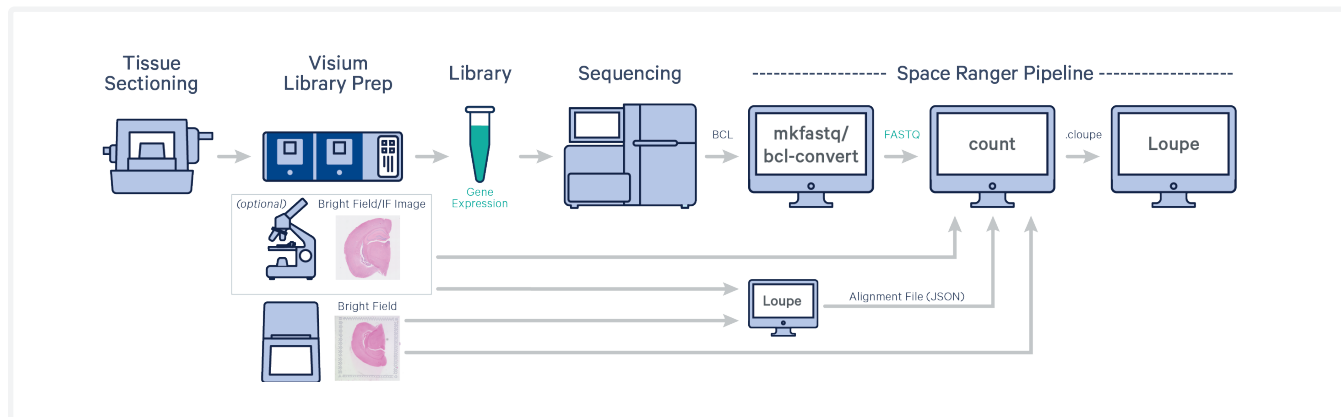 Tissue
Sectioning
Visium
Library Prep
Library
Sequencing
Space Ranger Pipeline
Gene
Expression
BCL
mkfastq/
bcl-convert
FASTQ
count
.cloupe
Loupe
(optional)
Bright Field/IF Image
Bright Field
Loupe
Alignment File (JSON)